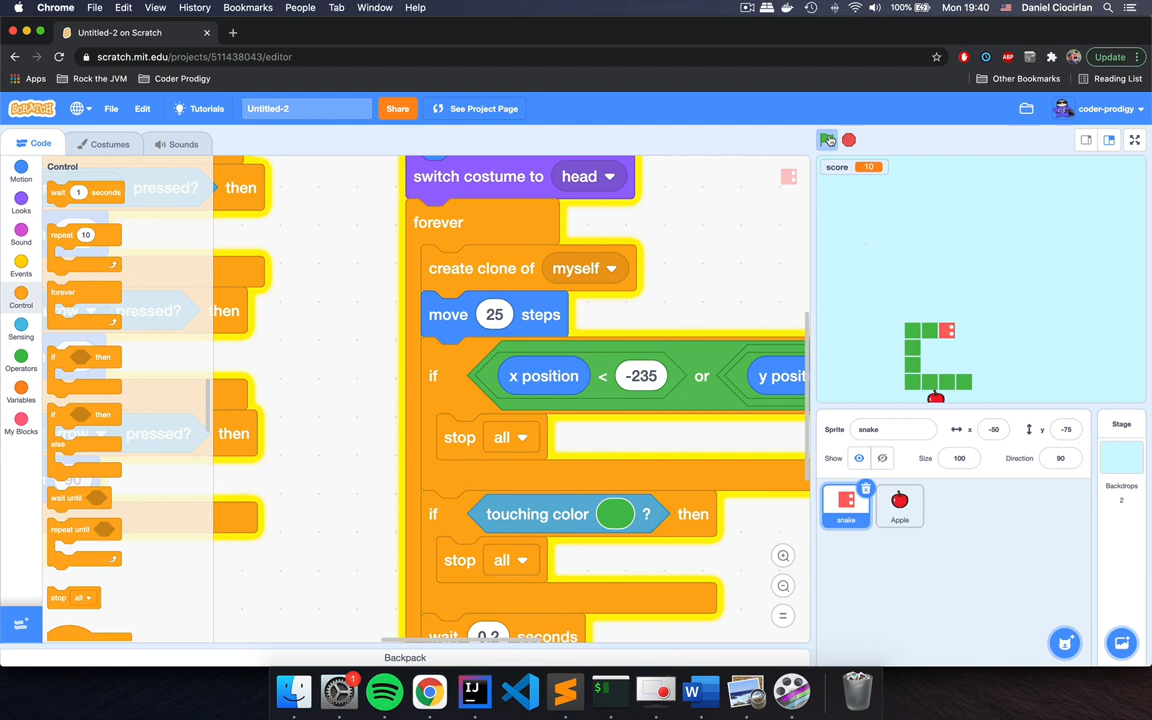 Chrome File Edit View History Bookmarks People Tab Window Help 100% Mon 19:40 Daniel Ciocirlan
Untitled-2 on Scratch
scratch.mit.edu/projects/511438043/editor ABP Update
Apps Rock the JVM Coder Prodigy Other Bookmarks Reading List
SCRATCH File Edit Tutorials Untitled-2 Share See Project Page coder-prodigy
Code Costumes Sounds
Motion
Looks
Sound
Events
Control
Sensing
Operators
Variables
My Blocks
Control
wait 1 seconds
repeat 10
forever
if then
if then
else
wait until
repeat until
stop all
pressed? then
pressed? then
row pressed? then
90
switch costume to head
forever
create clone of myself
move 25 steps
if x position < -235 or y posit
stop all
if touching color ? then
stop all
wait 0.2 seconds
Backpack
score 10
Sprite snake x -50 y -75
Show Size 100 Direction 90
snake
Apple
Stage
Backdrops
2
1